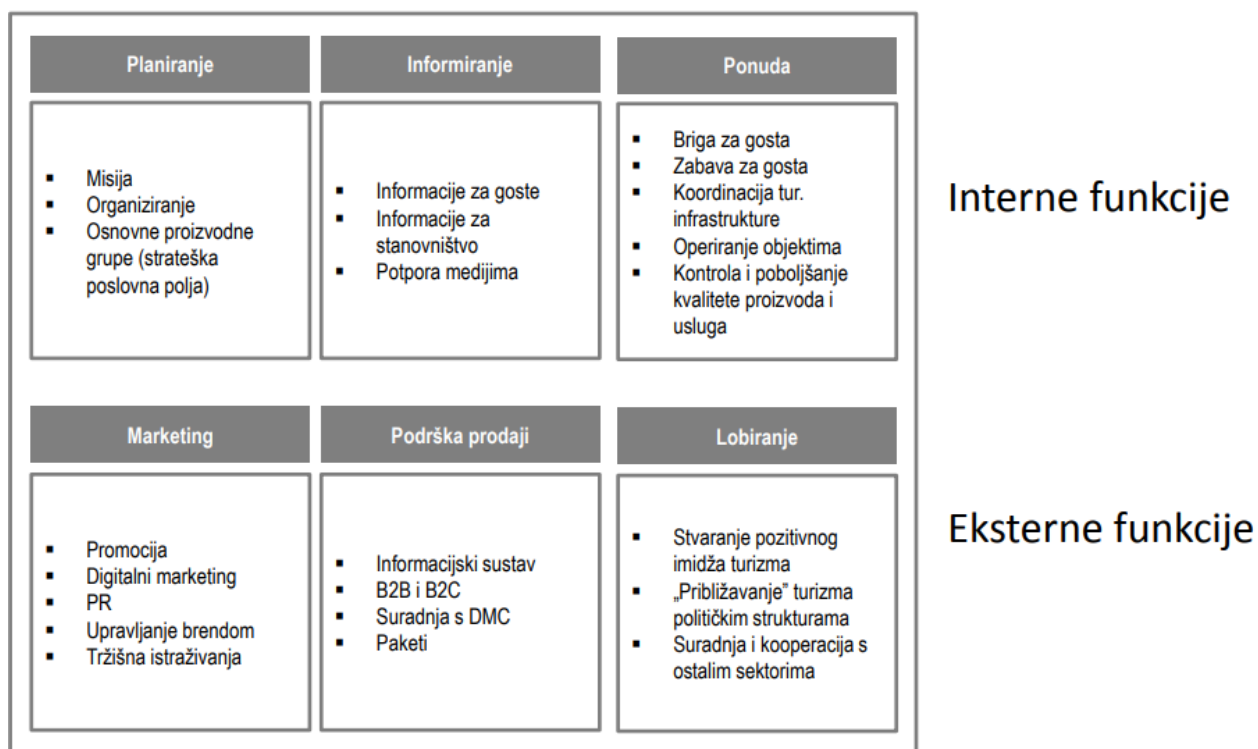 Planiranje
Informiranje
Ponuda
▪ Misija
▪ Organiziranje
▪ Osnovne proizvodne
grupe (strateška
poslovna polja)
▪ Informacije za goste
▪ Informacije za
stanovništvo
▪ Potpora medijima
▪ Briga za gosta
▪ Zabava za gosta
▪ Koordinacija tur.
infrastrukture
▪ Operiranje objektima
▪ Kontrola i poboljšanje
kvalitete proizvoda i
usluga
Interne funkcije
Marketing
Podrška prodaji
Lobiranje
▪ Promocija
▪ Digitalni marketing
▪ PR
▪ Upravljanje brendom
▪ Tržišna istraživanja
▪ Informacijski sustav
▪ B2B i B2C
▪ Suradnja s DMC
▪ Paketi
▪ Stvaranje pozitivnog
imidža turizma
▪ „Približavanje” turizma
političkim strukturama
▪ Suradnja i kooperacija s
ostalim sektorima
Eksterne funkcije